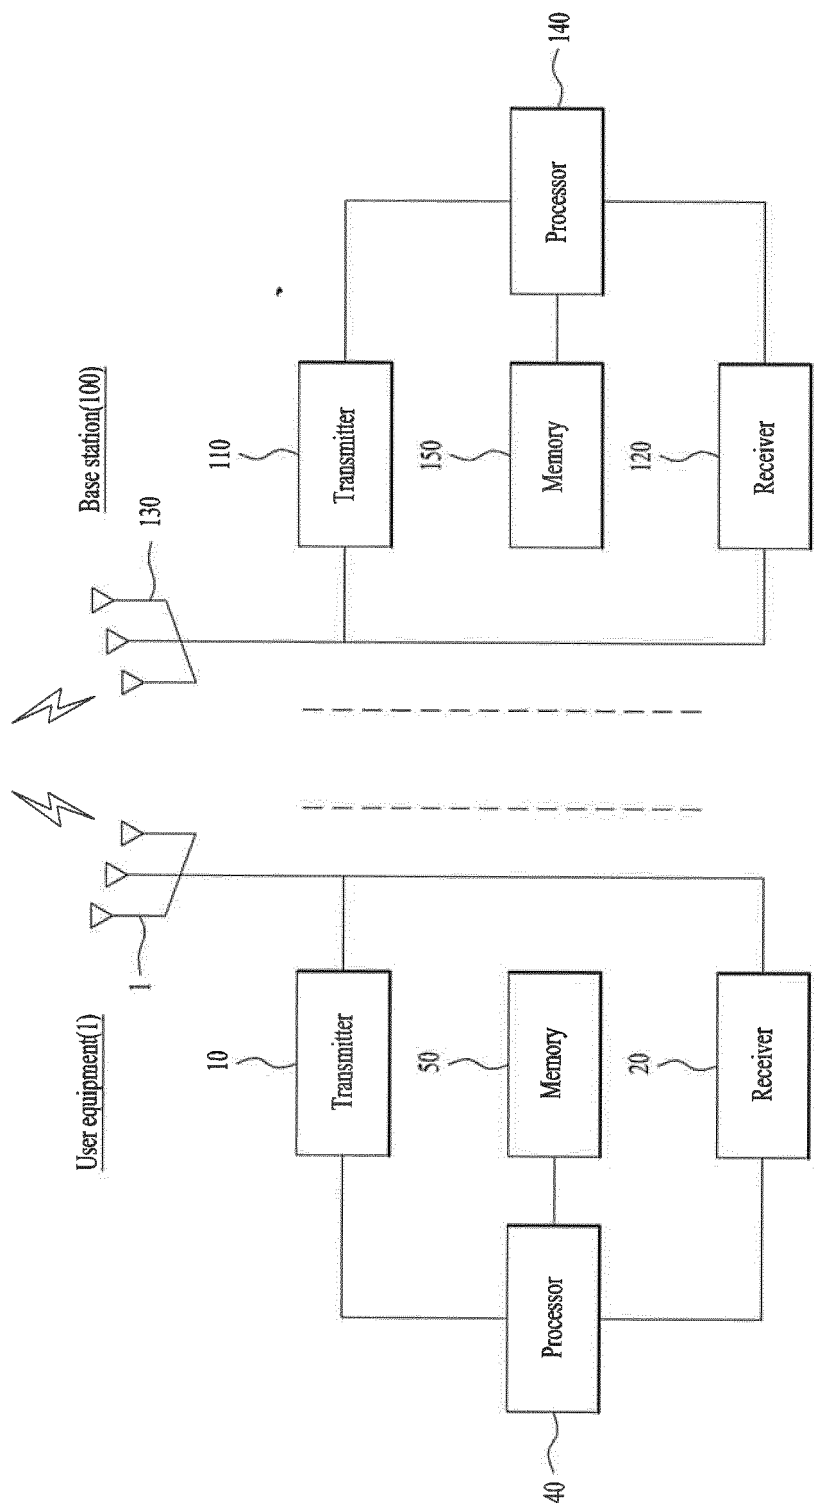 User equipment(1)
Base station(100)
1
130
10
Transmitter
110
Transmitter
40
Processor
50
Memory
150
Memory
Processor
140
20
Receiver
120
Receiver